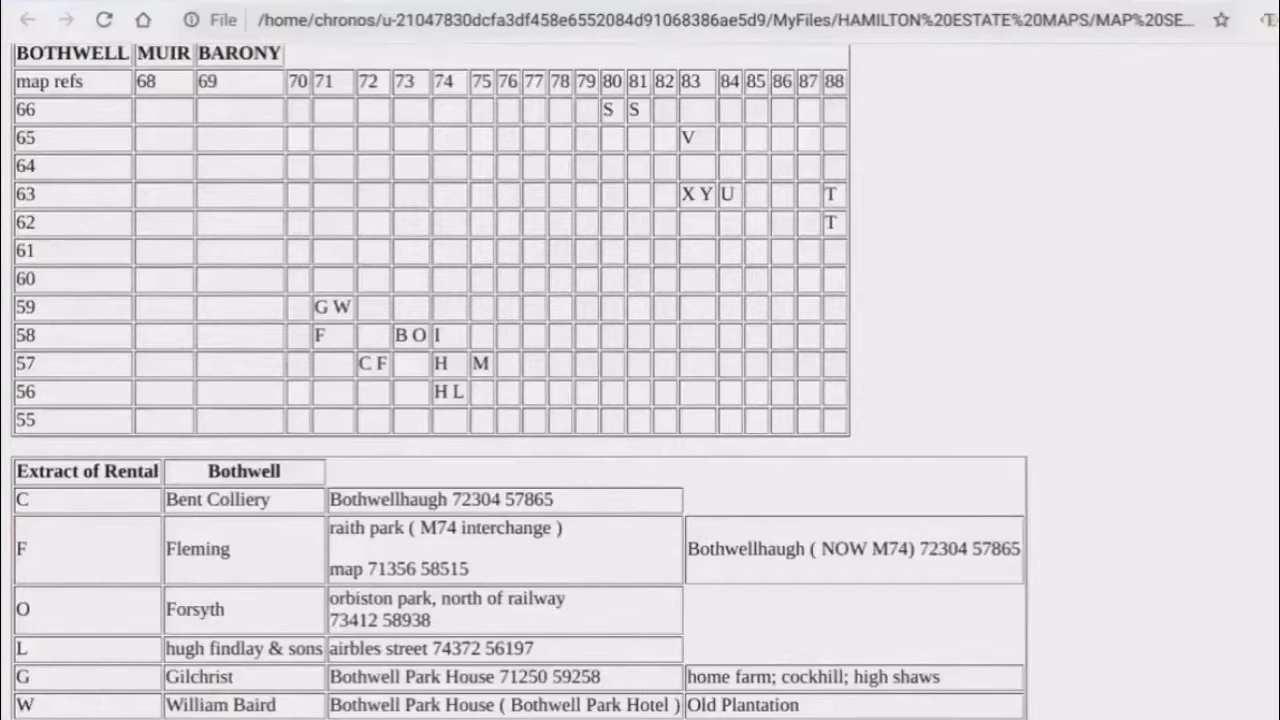 File /home/chronos/u-21047830dcfa3df458e6552084d91068386ae5d9/MyFiles/HAMILTON%20ESTATE%20MAPS/MAP%20SE...
BOTHWELL MUIR BARONY
map refs 68 69 70 71 72 73 74 75 76 77 78 79 80 81 82 83 84 85 86 87 88
66 S S
65 V
64
63 X Y U T
62 T
61
60
59 G W
58 F B O I
57 C F H M
56 H L
55
Extract of Rental Bothwell
C Bent Colliery Bothwellhaugh 72304 57865
F Fleming raith park ( M74 interchange )
map 71356 58515 Bothwellhaugh ( NOW M74) 72304 57865
O Forsyth orbiston park, north of railway
73412 58938
L hugh findlay & sons airbles street 74372 56197
G Gilchrist Bothwell Park House 71250 59258 home farm; cockhill; high shaws
W William Baird Bothwell Park House ( Bothwell Park Hotel ) Old Plantation